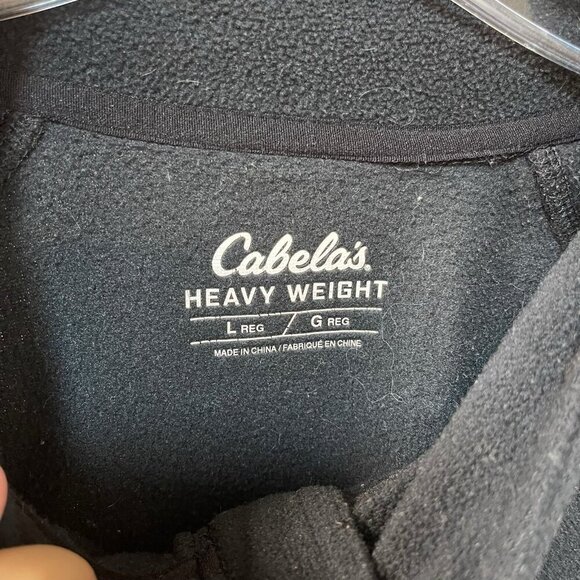 Cabela's.
HEAVY WEIGHT
L REG / G REG
MADE IN CHINA / FABRIQUÉ EN CHINE